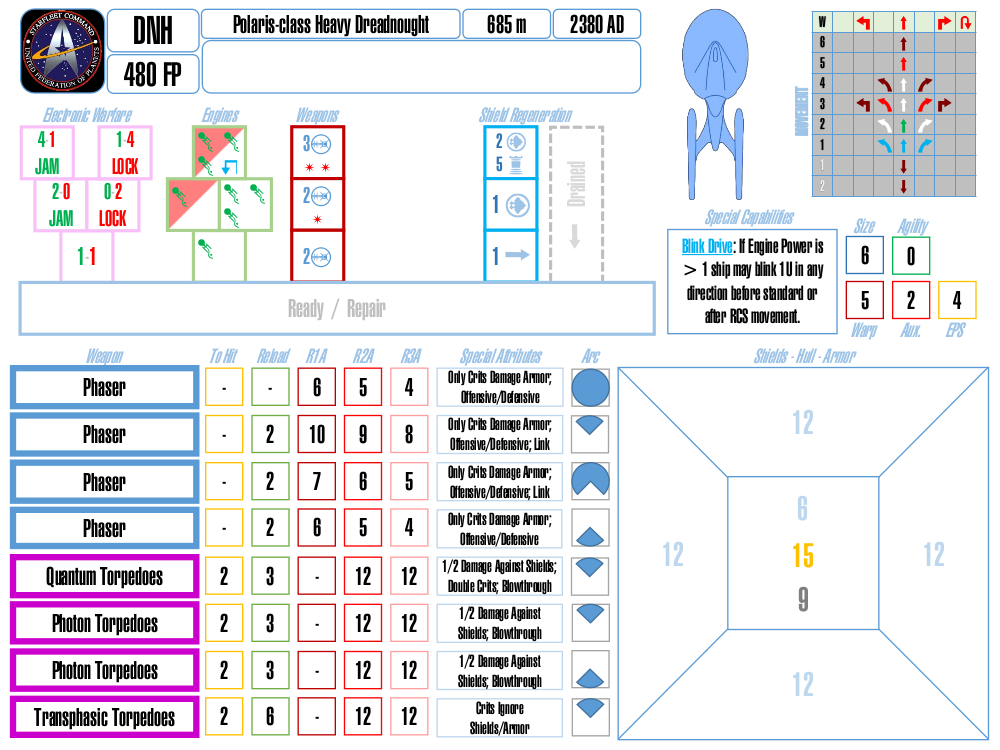 STARFLEET COMMAND
UNITED FEDERATION OF PLANETS
DNH
480 FP
Polaris-class Heavy Dreadnought
685 m
2380 AD
Electronic Warfare
4-1
JAM
1-4
LOCK
2-0
JAM
0-2
LOCK
1-1
Engines
Weapons
3
2
2
Shield Regeneration
2
5
1
1
Drained
MOVEMENT
W
6
5
4
3
2
1
1
2
Special Capabilities
Blink Drive: If Engine Power is
> 1 ship may blink 1U in any
direction before standard or
after RCS movement.
Size
Agility
6
0
5
2
4
Warp
Aux.
EPS
Ready / Repair
Weapon
To Hit
Reload
R1A
R2A
R3A
Special Attributes
Arc
Phaser
-
-
6
5
4
Only Crits Damage Armor;
Offensive/Defensive
Phaser
-
2
10
9
8
Only Crits Damage Armor;
Offensive/Defensive; Link
Phaser
-
2
7
6
5
Only Crits Damage Armor;
Offensive/Defensive; Link
Phaser
-
2
6
5
4
Only Crits Damage Armor;
Offensive/Defensive
Quantum Torpedoes
2
3
-
12
12
1/2 Damage Against Shields;
Double Crits; Blowthrough
Photon Torpedoes
2
3
-
12
12
1/2 Damage Against
Shields; Blowthrough
Photon Torpedoes
2
3
-
12
12
1/2 Damage Against
Shields; Blowthrough
Transphasic Torpedoes
2
6
-
12
12
Crits Ignore
Shields/Armor
Shields - Hull - Armor
12
6
12
15
12
9
12